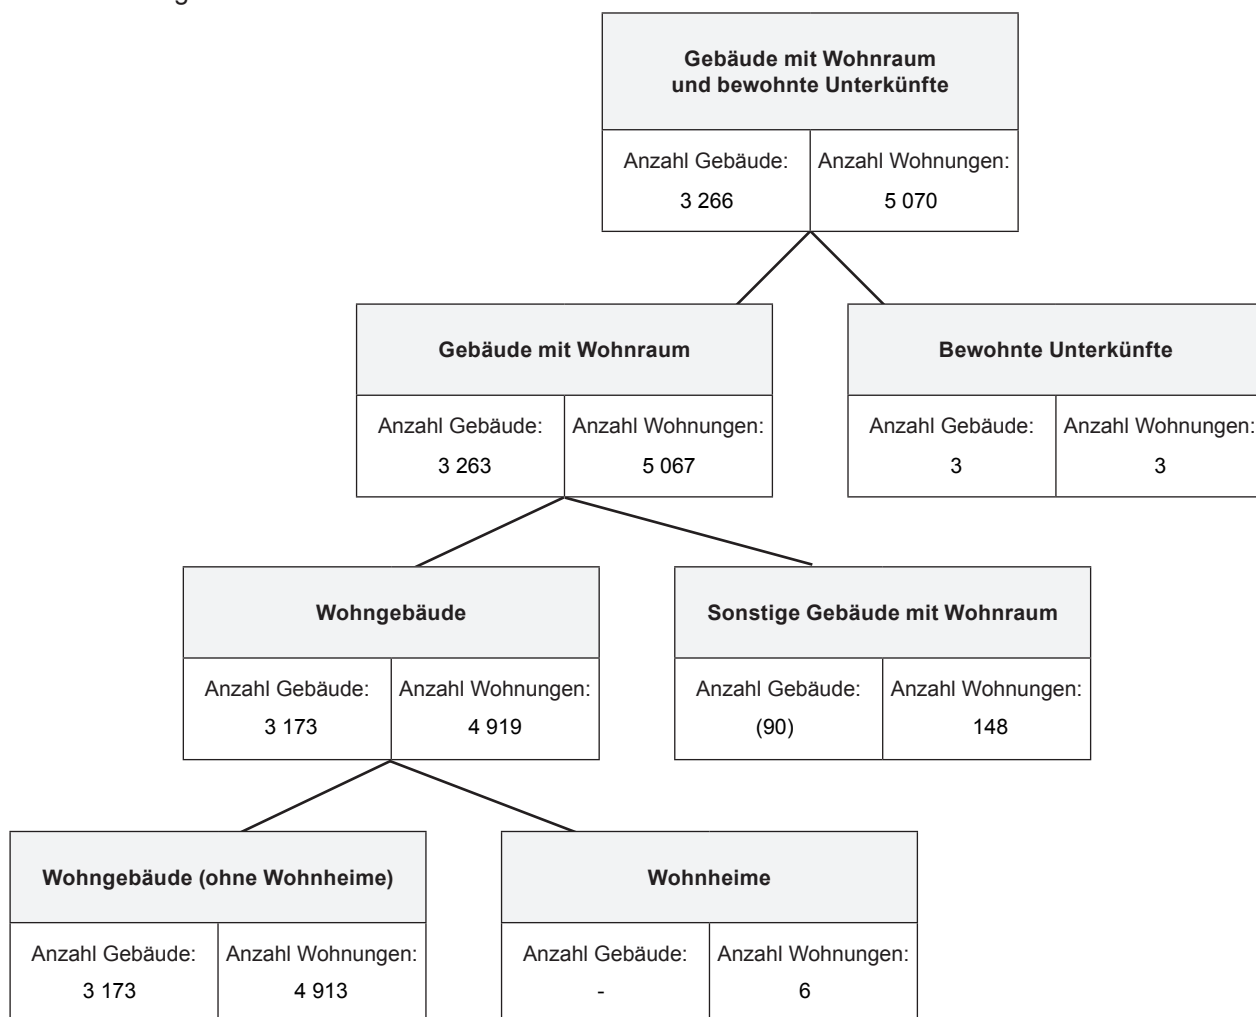 Gebäude mit Wohnraum
und bewohnte Unterkünfte
Anzahl Gebäude: Anzahl Wohnungen:
3 266 5 070
Gebäude mit Wohnraum
Anzahl Gebäude: Anzahl Wohnungen:
3 263 5 067
Bewohnte Unterkünfte
Anzahl Gebäude: Anzahl Wohnungen:
3 3
Wohngebäude
Anzahl Gebäude: Anzahl Wohnungen:
3 173 4 919
Sonstige Gebäude mit Wohnraum
Anzahl Gebäude: Anzahl Wohnungen:
(90) 148
Wohngebäude (ohne Wohnheime)
Anzahl Gebäude: Anzahl Wohnungen:
3 173 4 913
Wohnheime
Anzahl Gebäude: Anzahl Wohnungen:
- 6